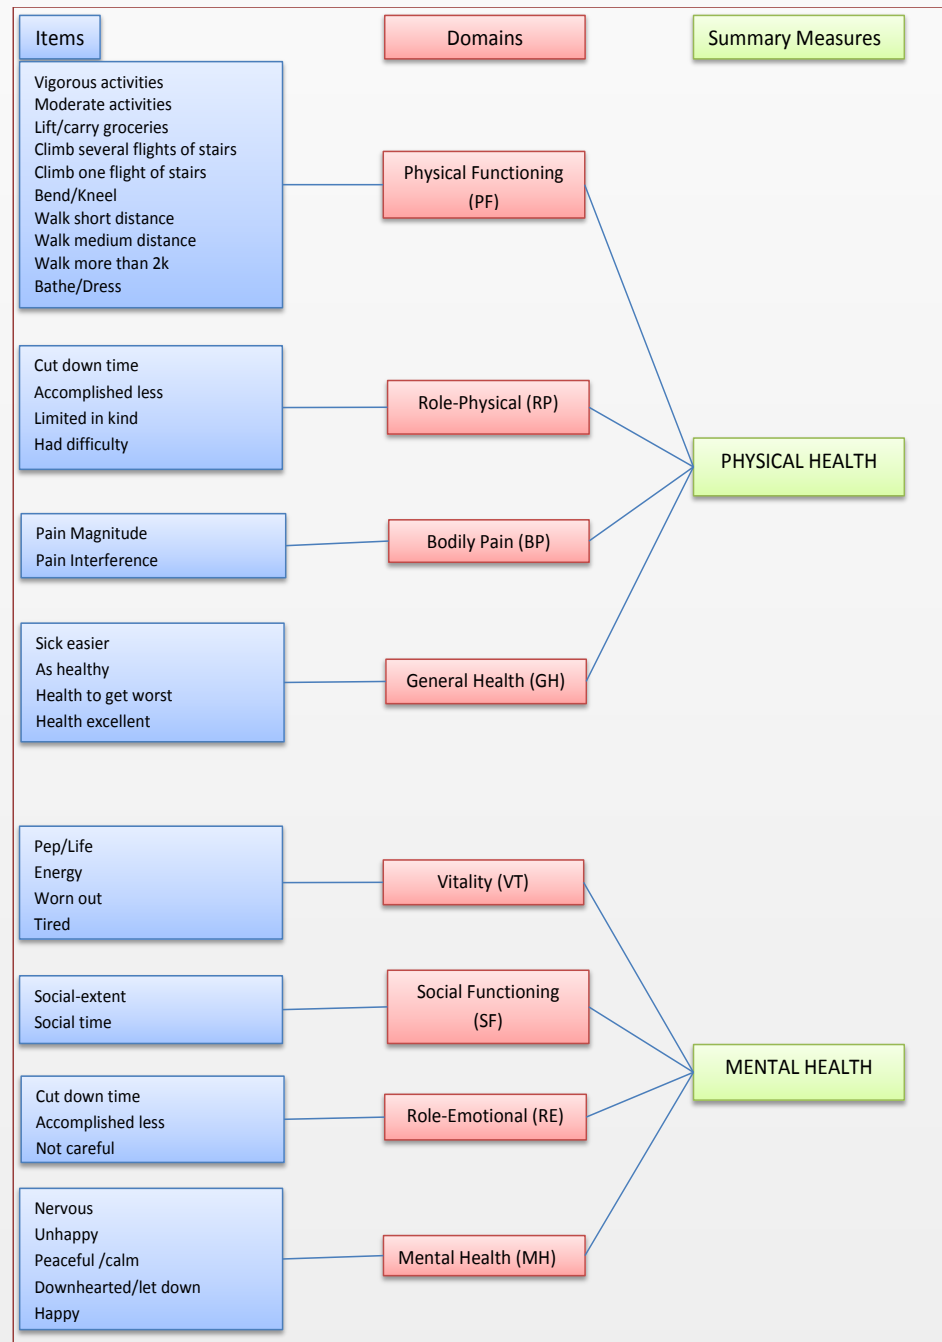 Items
Domains
Summary Measures
Vigorous activities
Moderate activities
Lift/carry groceries
Climb several flights of stairs
Climb one flight of stairs
Bend/Kneel
Walk short distance
Walk medium distance
Walk more than 2k
Bathe/Dress
Physical Functioning
(PF)
Cut down time
Accomplished less
Limited in kind
Had difficulty
Role-Physical (RP)
PHYSICAL HEALTH
Pain Magnitude
Pain Interference
Bodily Pain (BP)
Sick easier
As healthy
Health to get worst
Health excellent
General Health (GH)
Pep/Life
Energy
Worn out
Tired
Vitality (VT)
Social-extent
Social time
Social Functioning
(SF)
MENTAL HEALTH
Cut down time
Accomplished less
Not careful
Role-Emotional (RE)
Nervous
Unhappy
Peaceful /calm
Downhearted/let down
Happy
Mental Health (MH)